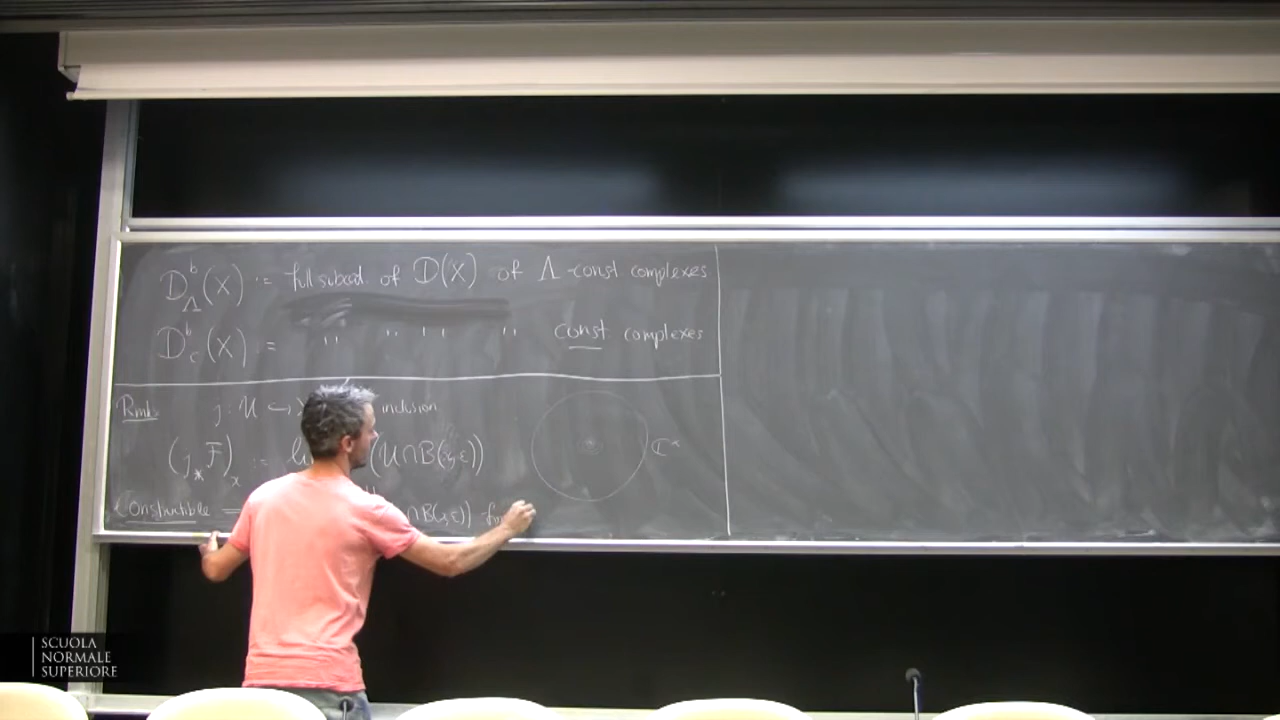 D^b_Λ(X) := full subcat. of D(X) of Λ-const complexes
D^b_c(X) := '' '' '' '' const complexes
Rmk j: U ↪ inclusion
(j_* F)_x := (U∩B(x,ε))
ℂ^*
Constructible ∩B(x,ε))
SCUOLA
NORMALE
SUPERIORE